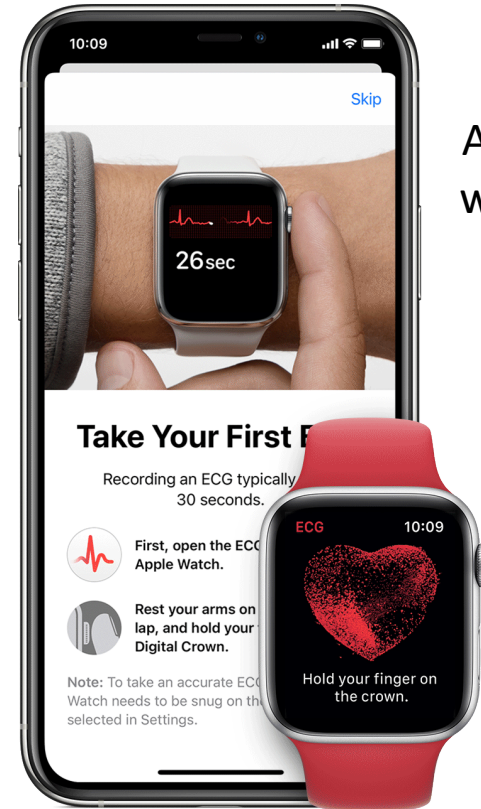 10:09
Skip
26sec
Take Your First
Recording an ECG typically
30 seconds.
First, open the ECG
Apple Watch.
Rest your arms on
lap, and hold your
Digital Crown.
Note: To take an accurate ECG
Watch needs to be snug on
selected in Settings.
ECG 10:09
Hold your finger on
the crown.